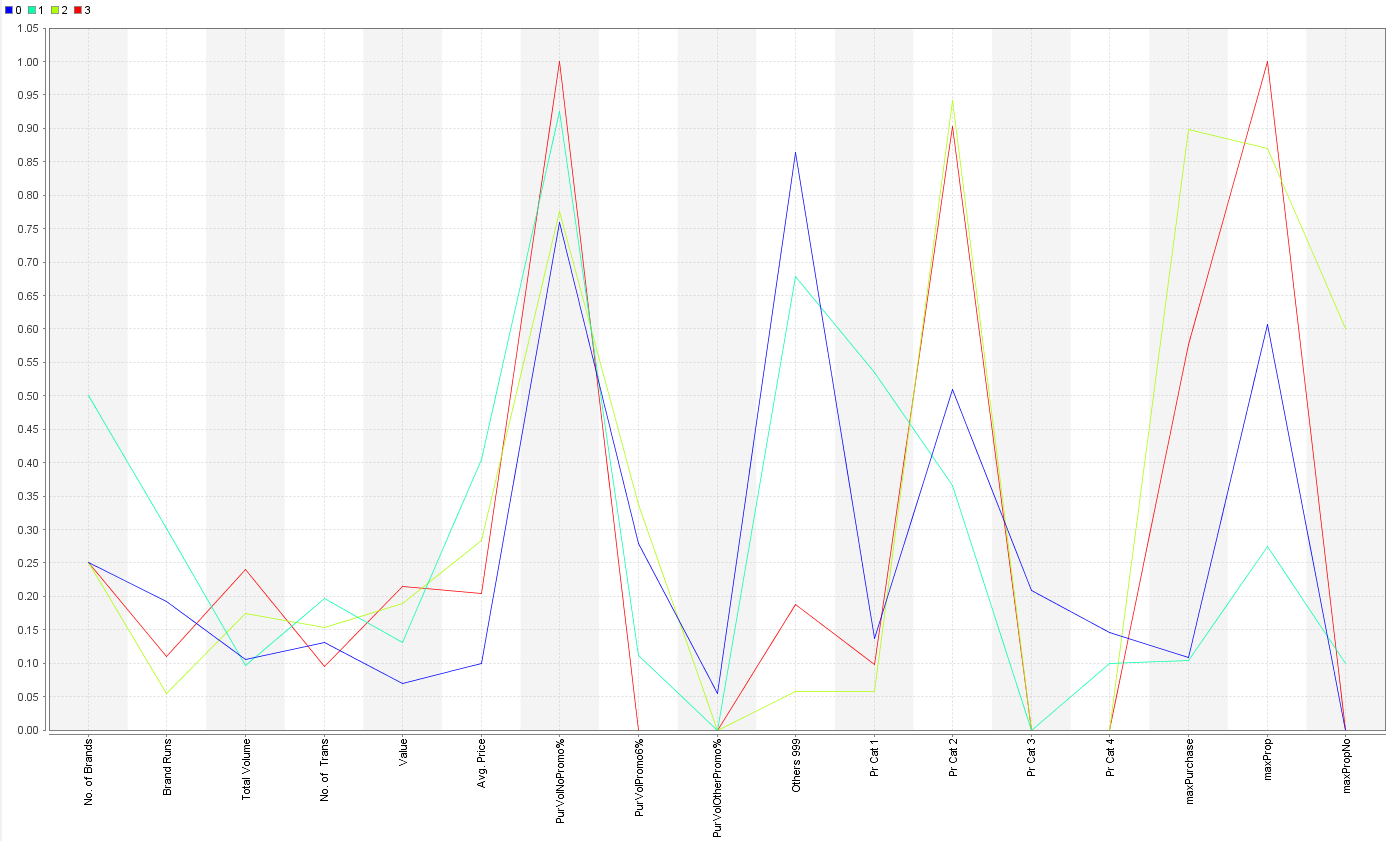 0 1 2 3
1.05
1.00
0.95
0.90
0.85
0.80
0.75
0.70
0.65
0.60
0.55
0.50
0.45
0.40
0.35
0.30
0.25
0.20
0.15
0.10
0.05
0.00
No. of Brands
Brand Runs
Total Volume
No. of Trans
Value
Avg. Price
PurVolNoPromo%
PurVolPromo6%
PurVolOtherPromo%
Others 999
Pr Cat 1
Pr Cat 2
Pr Cat 3
Pr Cat 4
maxPurchase
maxProp
maxPropNo